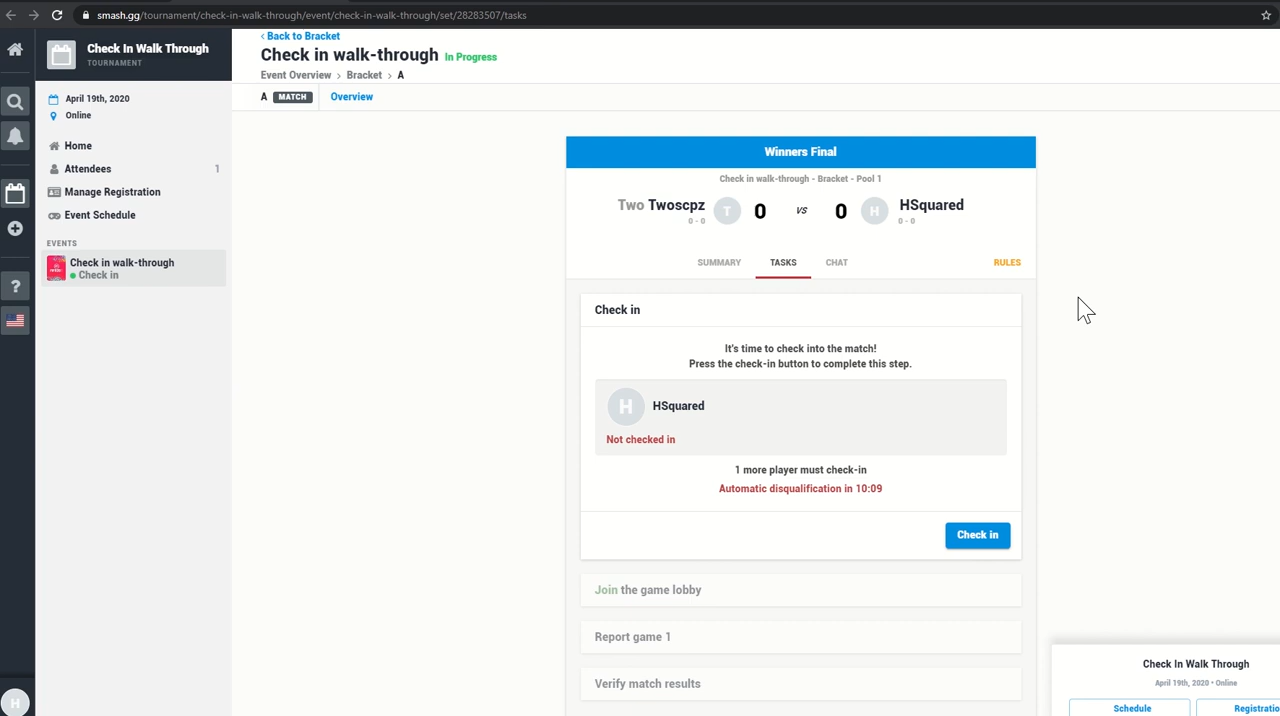 smash.gg/tournament/check-in-walk-through/event/check-in-walk-through/set/28283507/tasks
Check In Walk Through
TOURNAMENT
April 19th, 2020
Online
Home
Attendees 1
Manage Registration
Event Schedule
EVENTS
Check in walk-through
Check in
?
H
‹ Back to Bracket
Check in walk-through In Progress
Event Overview > Bracket > A
A MATCH Overview
Winners Final
Check in walk-through - Bracket - Pool 1
Two Twoscpz T 0 VS 0 H HSquared
0 - 0 0 - 0
SUMMARY TASKS CHAT RULES
Check in
It's time to check into the match!
Press the check-in button to complete this step.
H HSquared
Not checked in
1 more player must check-in
Automatic disqualification in 10:09
Check in
Join the game lobby
Report game 1
Verify match results
Check In Walk Through
April 19th, 2020 • Online
Schedule Registratio